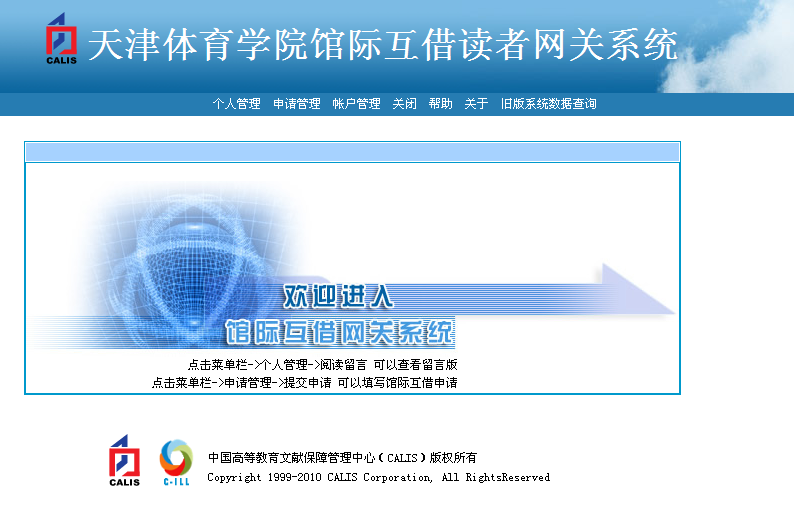 CALIS
天津体育学院馆际互借读者网关系统
个人管理 申请管理 帐户管理 关闭 帮助 关于 旧版系统数据查询
欢迎进入
馆际互借网关系统
点击菜单栏->个人管理->阅读留言 可以查看留言版
点击菜单栏->申请管理->提交申请 可以填写馆际互借申请
CALIS
C-ILL
中国高等教育文献保障管理中心(CALIS)版权所有
Copyright 1999-2010 CALIS Corporation, All RightsReserved